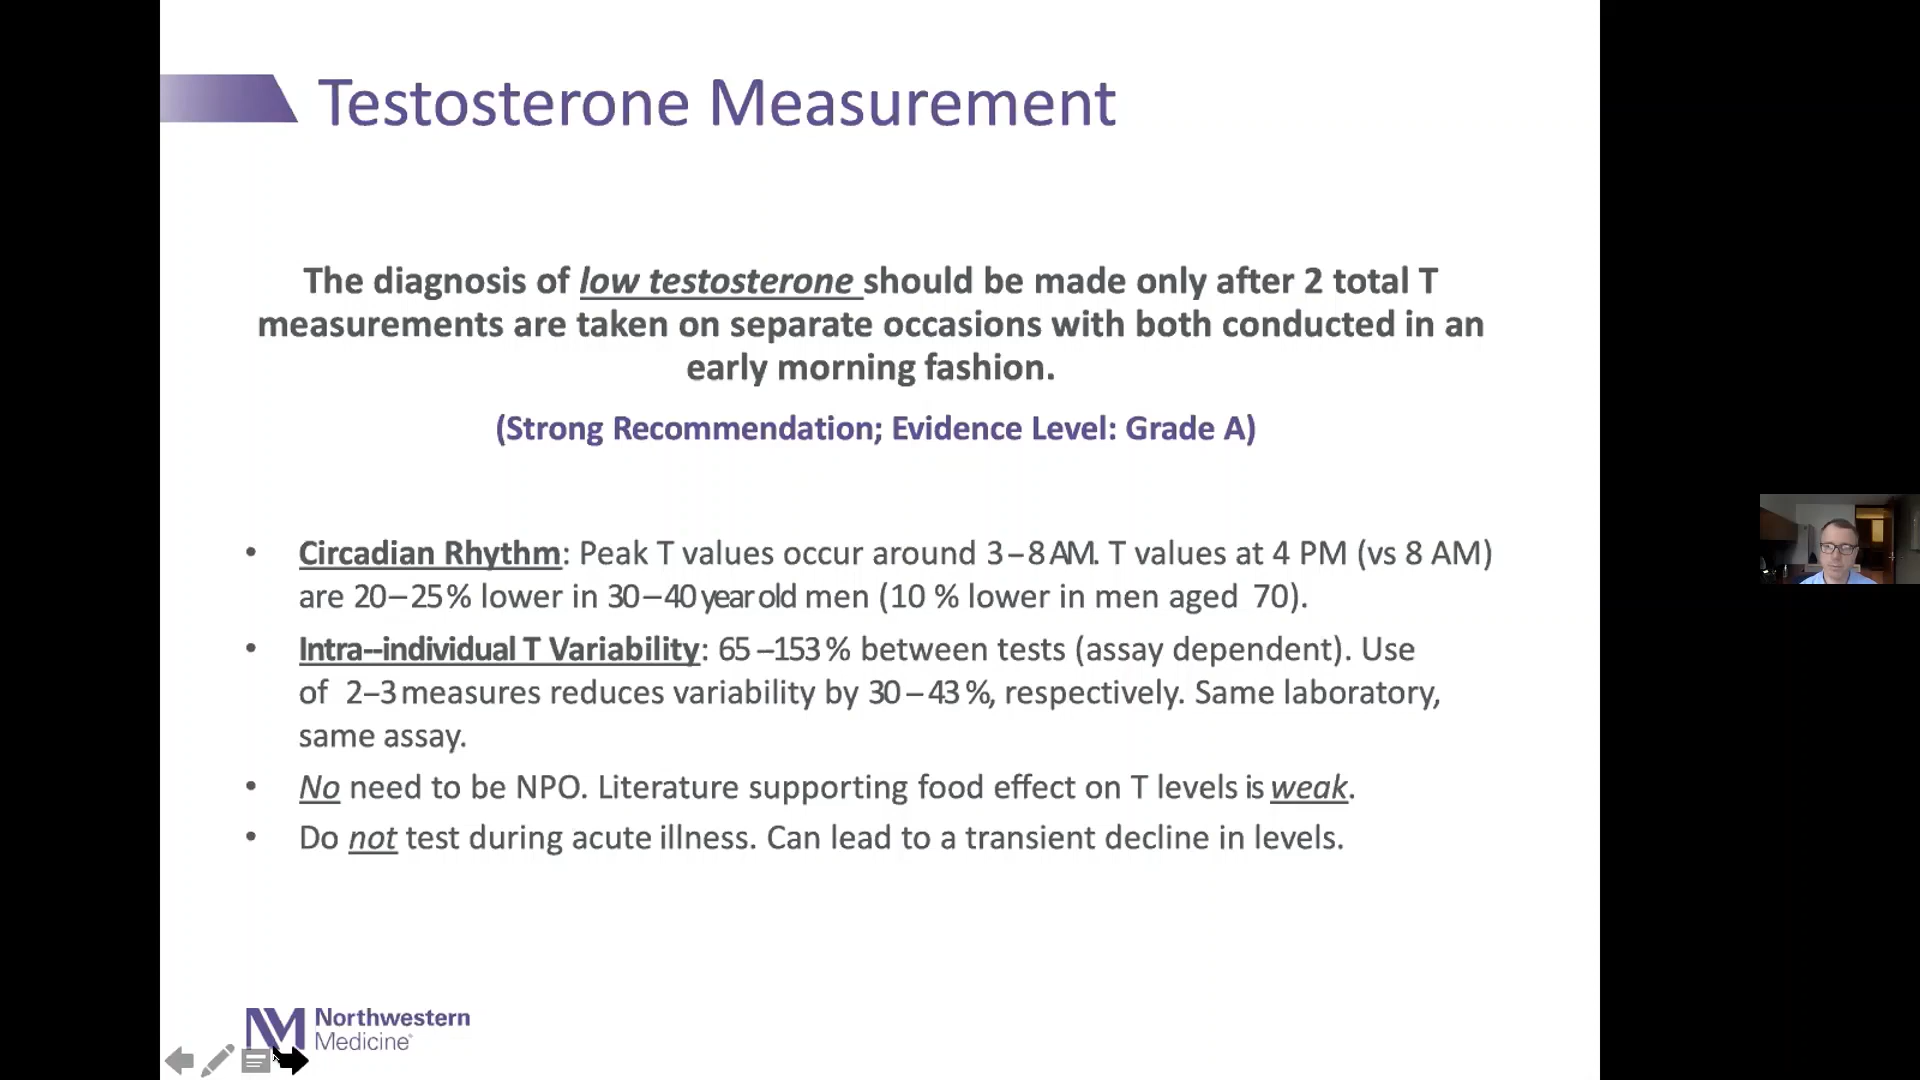 Testosterone Measurement
The diagnosis of low testosterone should be made only after 2 total T
measurements are taken on separate occasions with both conducted in an
early morning fashion.
(Strong Recommendation; Evidence Level: Grade A)
• Circadian Rhythm: Peak T values occur around 3–8 AM. T values at 4 PM (vs 8 AM)
are 20–25% lower in 30–40 year old men (10 % lower in men aged 70).
• Intra--individual T Variability: 65–153% between tests (assay dependent). Use
of 2–3 measures reduces variability by 30–43%, respectively. Same laboratory,
same assay.
• No need to be NPO. Literature supporting food effect on T levels is weak.
• Do not test during acute illness. Can lead to a transient decline in levels.
NM Northwestern
Medicine®